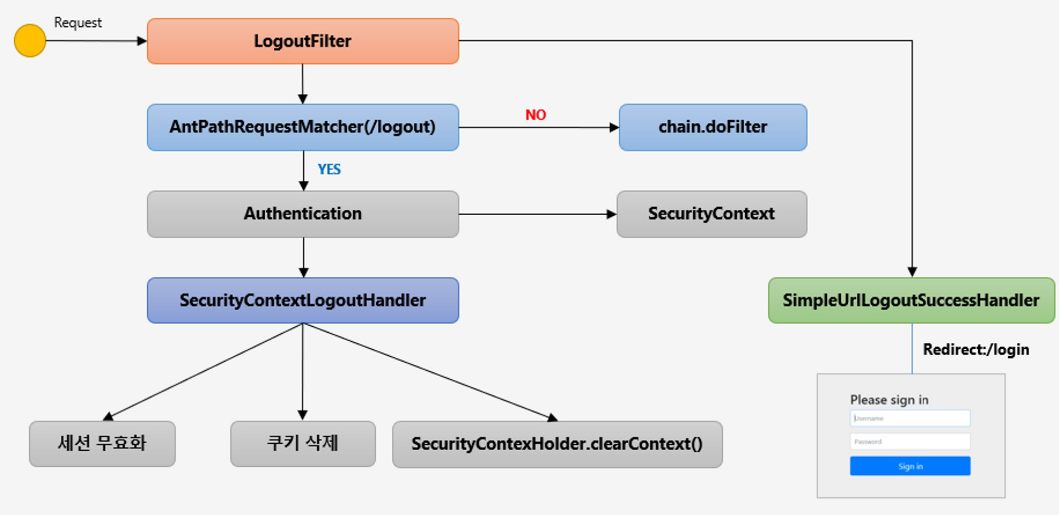 Request
LogoutFilter
AntPathRequestMatcher(/logout)
NO
chain.doFilter
YES
Authentication
SecurityContext
SecurityContextLogoutHandler
SimpleUrlLogoutSuccessHandler
Redirect:/login
Please sign in
Username
Password
Sign in
세션 무효화
쿠키 삭제
SecurityContexHolder.clearContext()